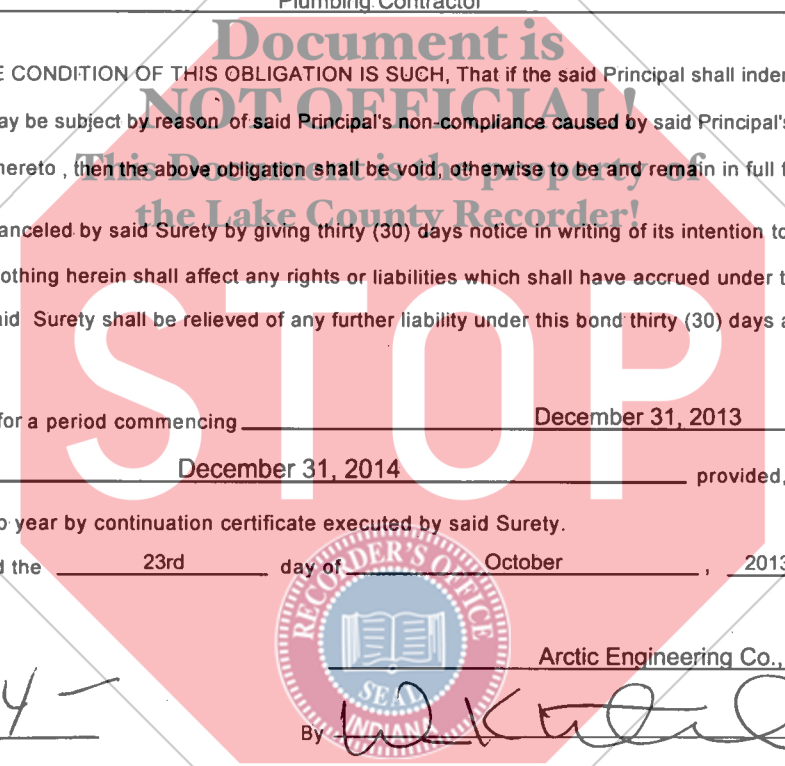 Plumbing Contractor
Document is
E CONDITION OF THIS OBLIGATION IS SUCH, That if the said Principal shall inder
NOT OFFICIAL!
ay be subject by reason of said Principal's non-compliance caused by said Principal's
This Document is the property of
hereto , then the above obligation shall be void, otherwise to be and remain in full f
the Lake County Recorder!
anceled by said Surety by giving thirty (30) days notice in writing of its intention to
othing herein shall affect any rights or liabilities which shall have accrued under t
aid Surety shall be relieved of any further liability under this bond thirty (30) days a
STOP
for a period commencing December 31, 2013
December 31, 2014 provided,
o year by continuation certificate executed by said Surety.
d the 23rd day of October , 2013
RECORDER'S OFFICE
SEAL
INDIANA
Arctic Engineering Co.,
By